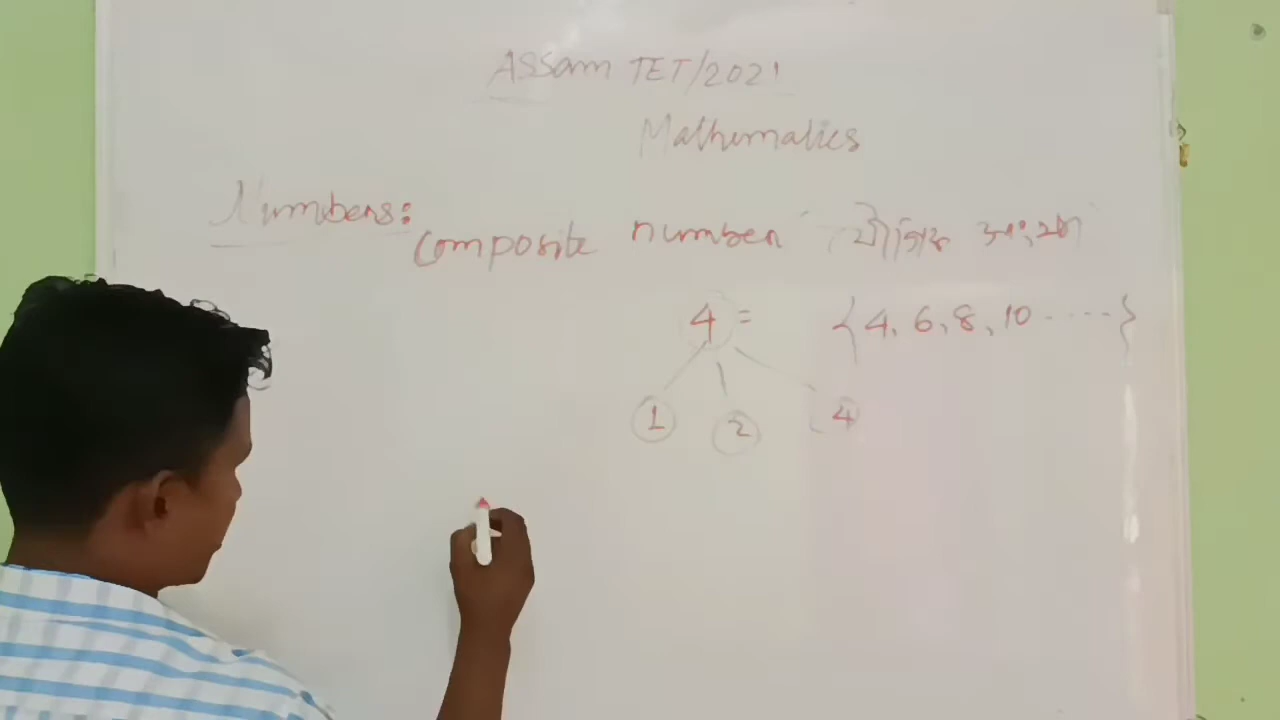 Assam TET/2021
Mathematics
Numbers:
Composite number যৌগিক সংখ্যা
4 = {4, 6, 8, 10 ..... }
1 2 4